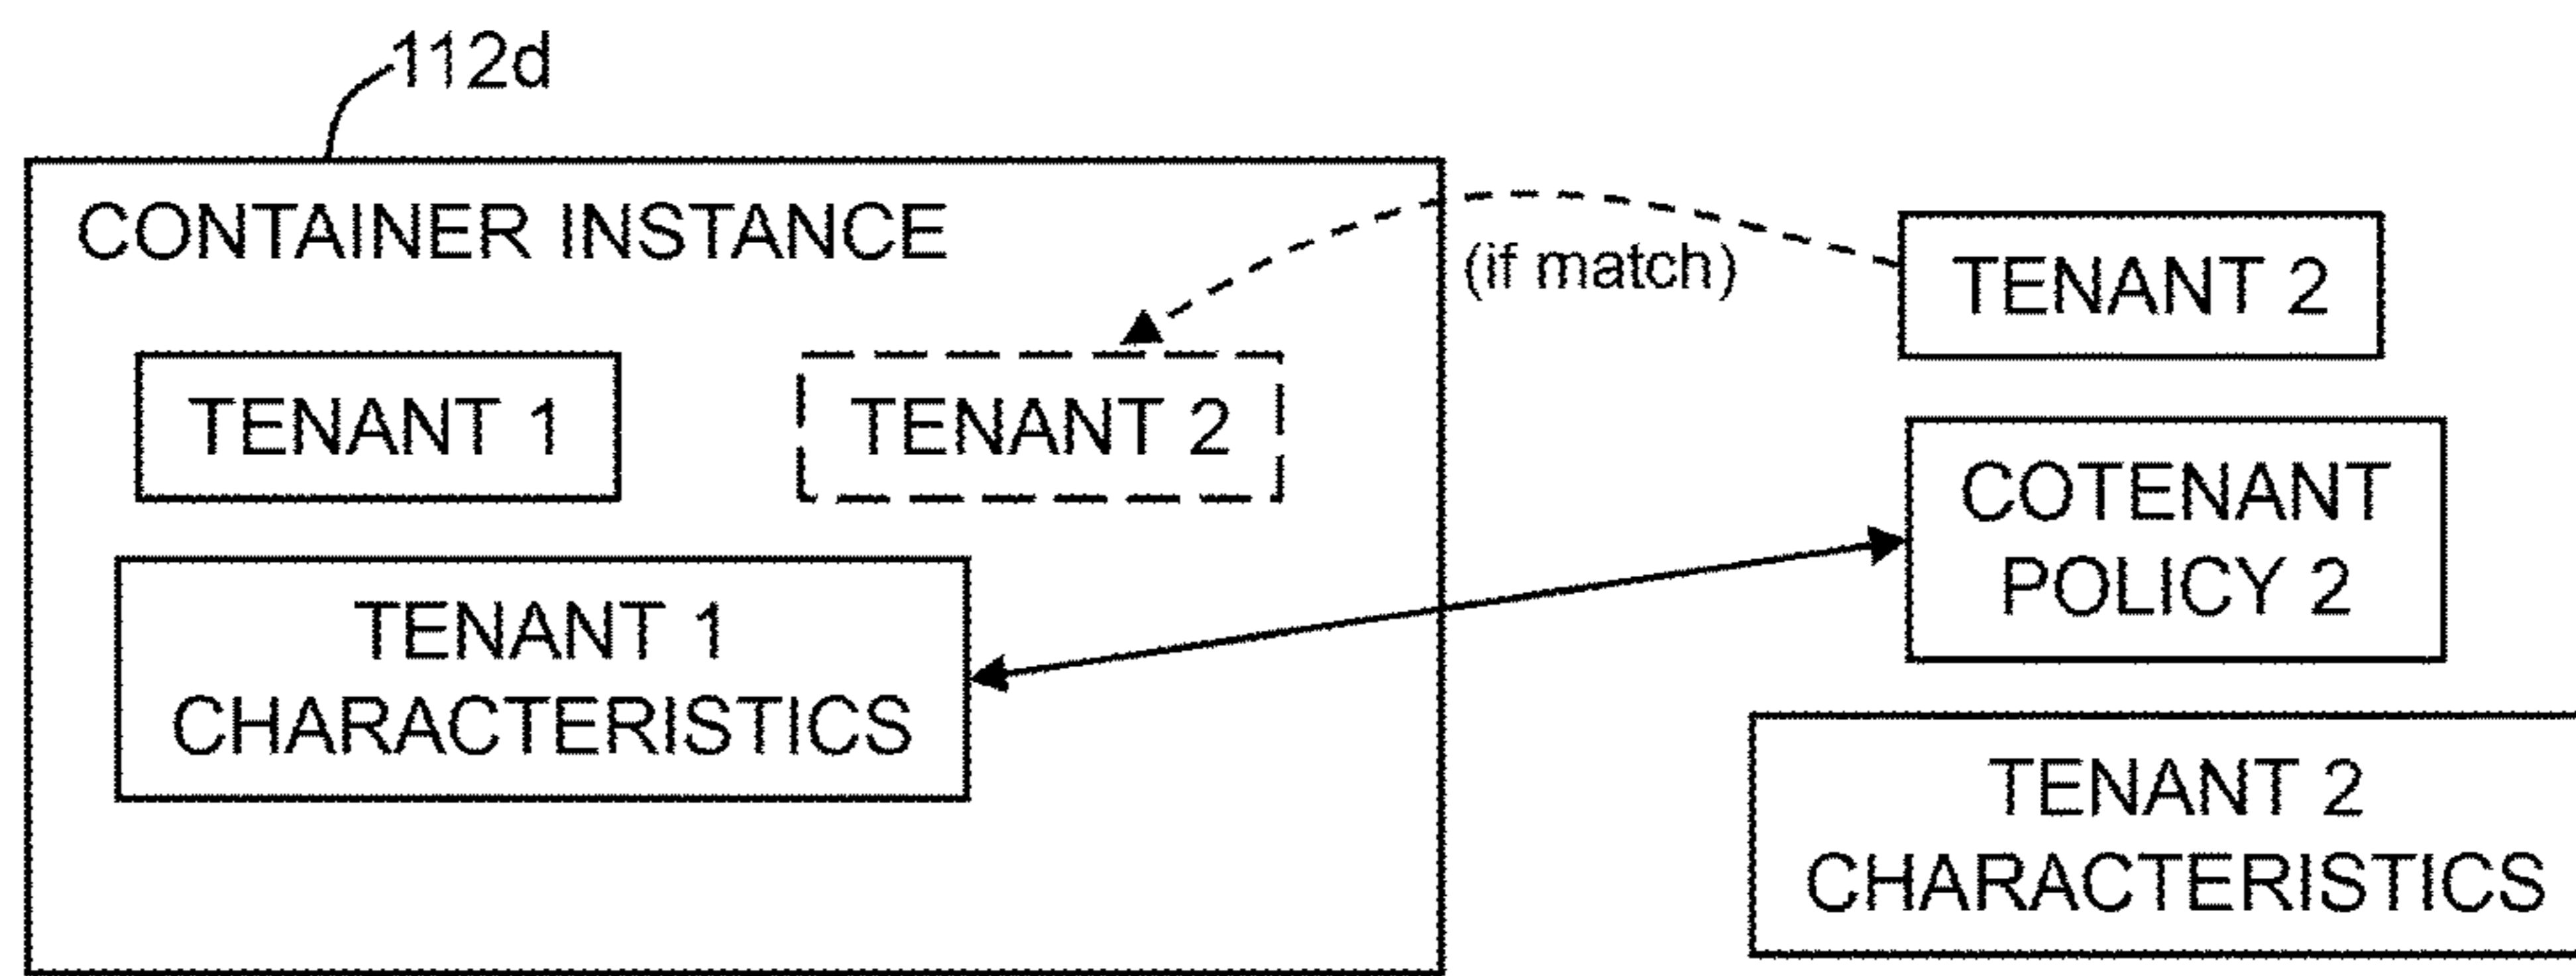 112d
CONTAINER INSTANCE
(if match)
TENANT 2
TENANT 1
TENANT 2
COTENANT
POLICY 2
TENANT 1
CHARACTERISTICS
TENANT 2
CHARACTERISTICS